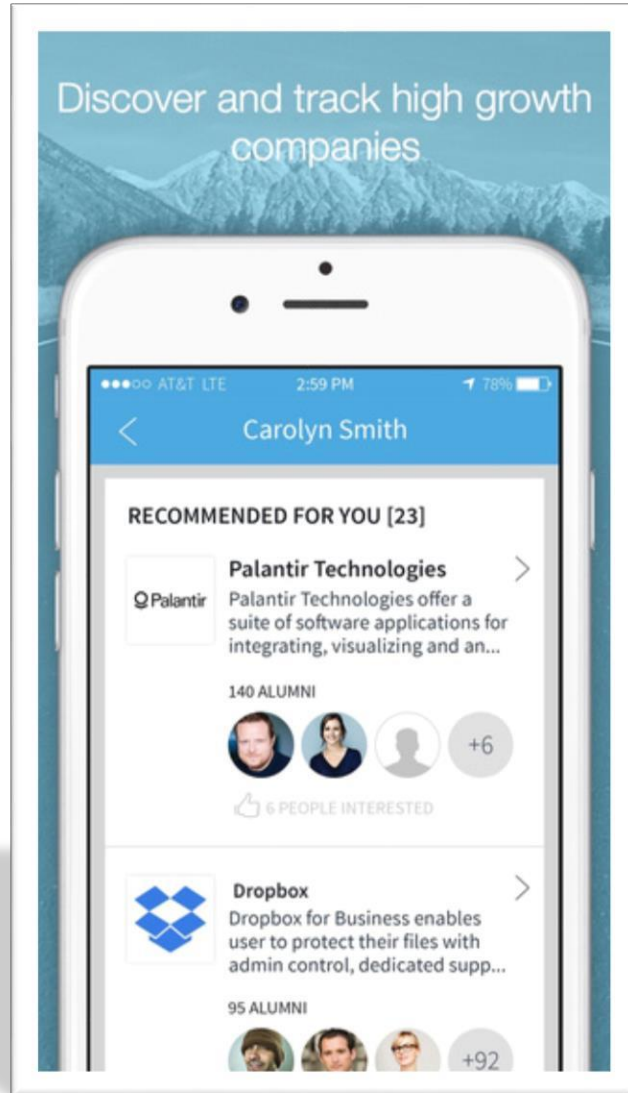 Discover and track high growth
companies
AT&T LTE 2:59 PM 78%
Carolyn Smith
RECOMMENDED FOR YOU [23]
Palantir
Palantir Technologies
Palantir Technologies offer a
suite of software applications for
integrating, visualizing and an...
140 ALUMNI
+6
6 PEOPLE INTERESTED
Dropbox
Dropbox for Business enables
user to protect their files with
admin control, dedicated supp...
95 ALUMNI
+92